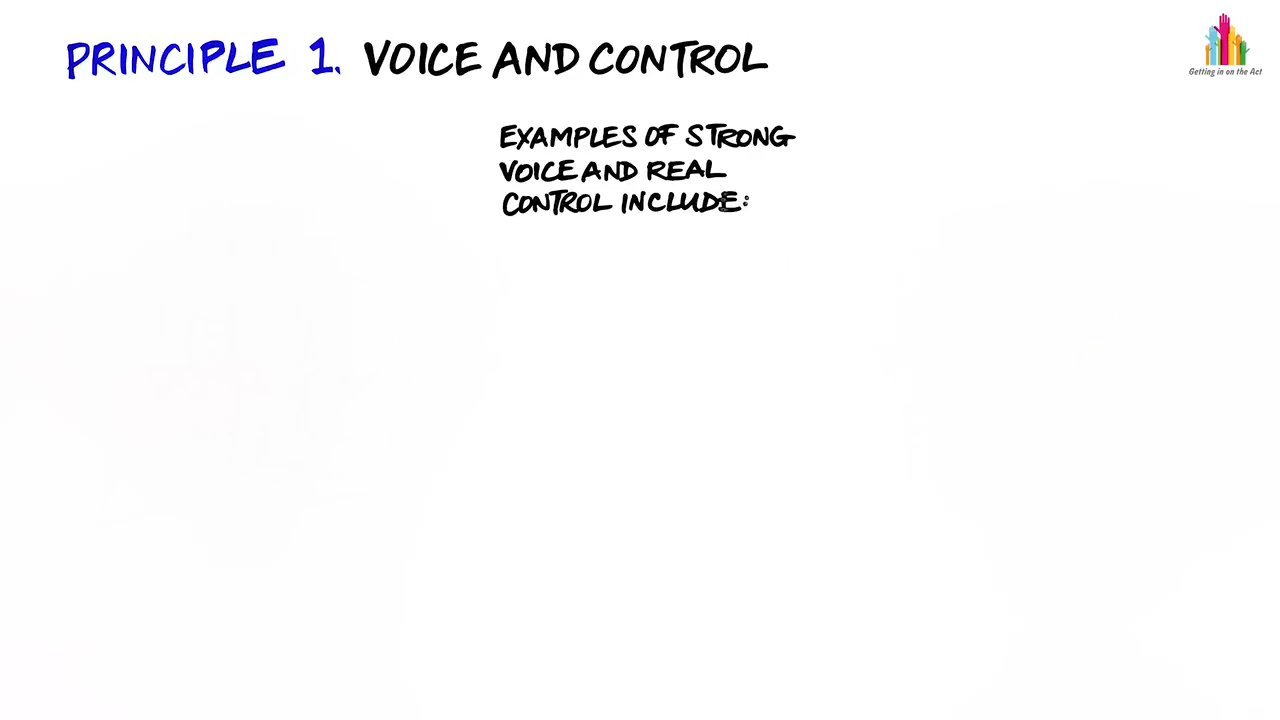 PRINCIPLE 1. VOICE AND CONTROL
Getting in on the Act
EXAMPLES OF STRONG
VOICE AND REAL
CONTROL INCLUDE: